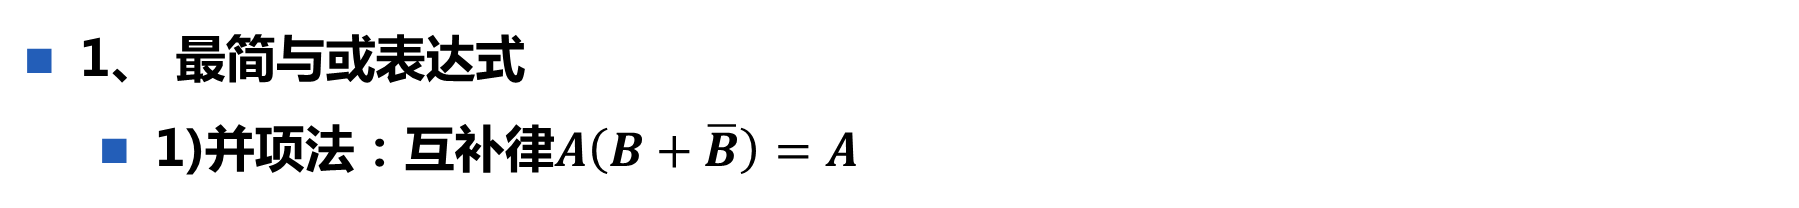 1、 最简与或表达式
1)并项法：互补律A(B + B̅) = A